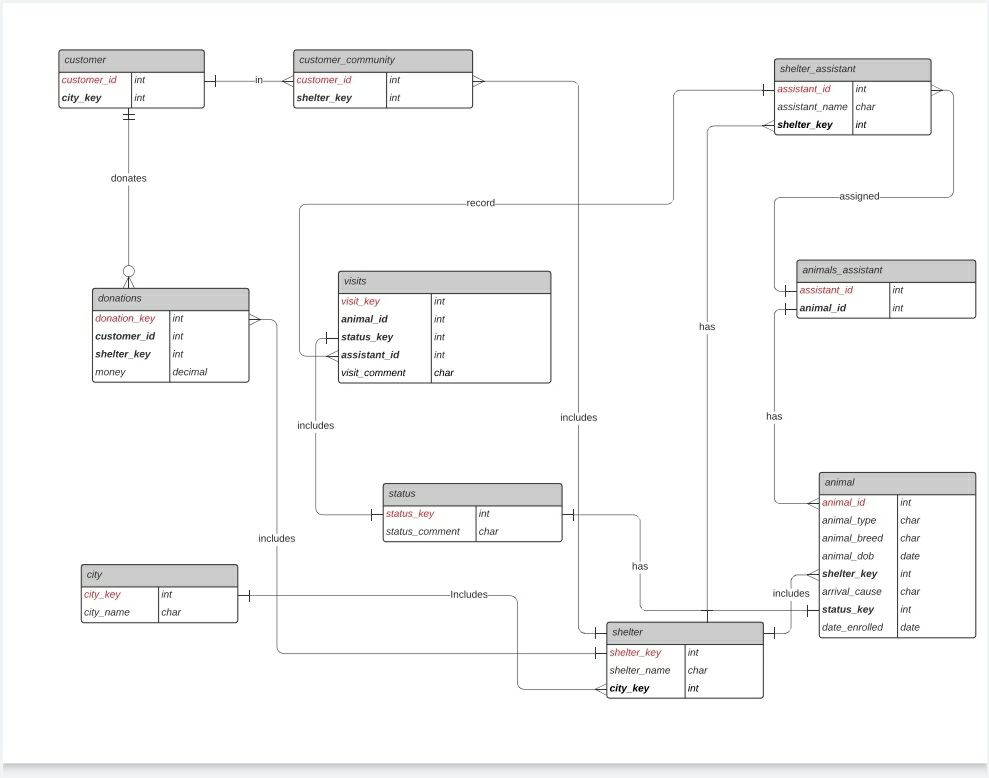 customer
customer_id int
city_key int
customer_community
customer_id int
shelter_key int
shelter_assistant
assistant_id int
assistant_name char
shelter_key int
in
donates
record
assigned
donations
donation_key int
customer_id int
shelter_key int
money decimal
visits
visit_key int
animal_id int
status_key int
assistant_id int
visit_comment char
animals_assistant
assistant_id int
animal_id int
has
includes
includes
has
status
status_key int
status_comment char
animal
animal_id int
animal_type char
animal_breed char
animal_dob date
shelter_key int
arrival_cause char
status_key int
date_enrolled date
includes
has
includes
city
city_key int
city_name char
Includes
shelter
shelter_key int
shelter_name char
city_key int